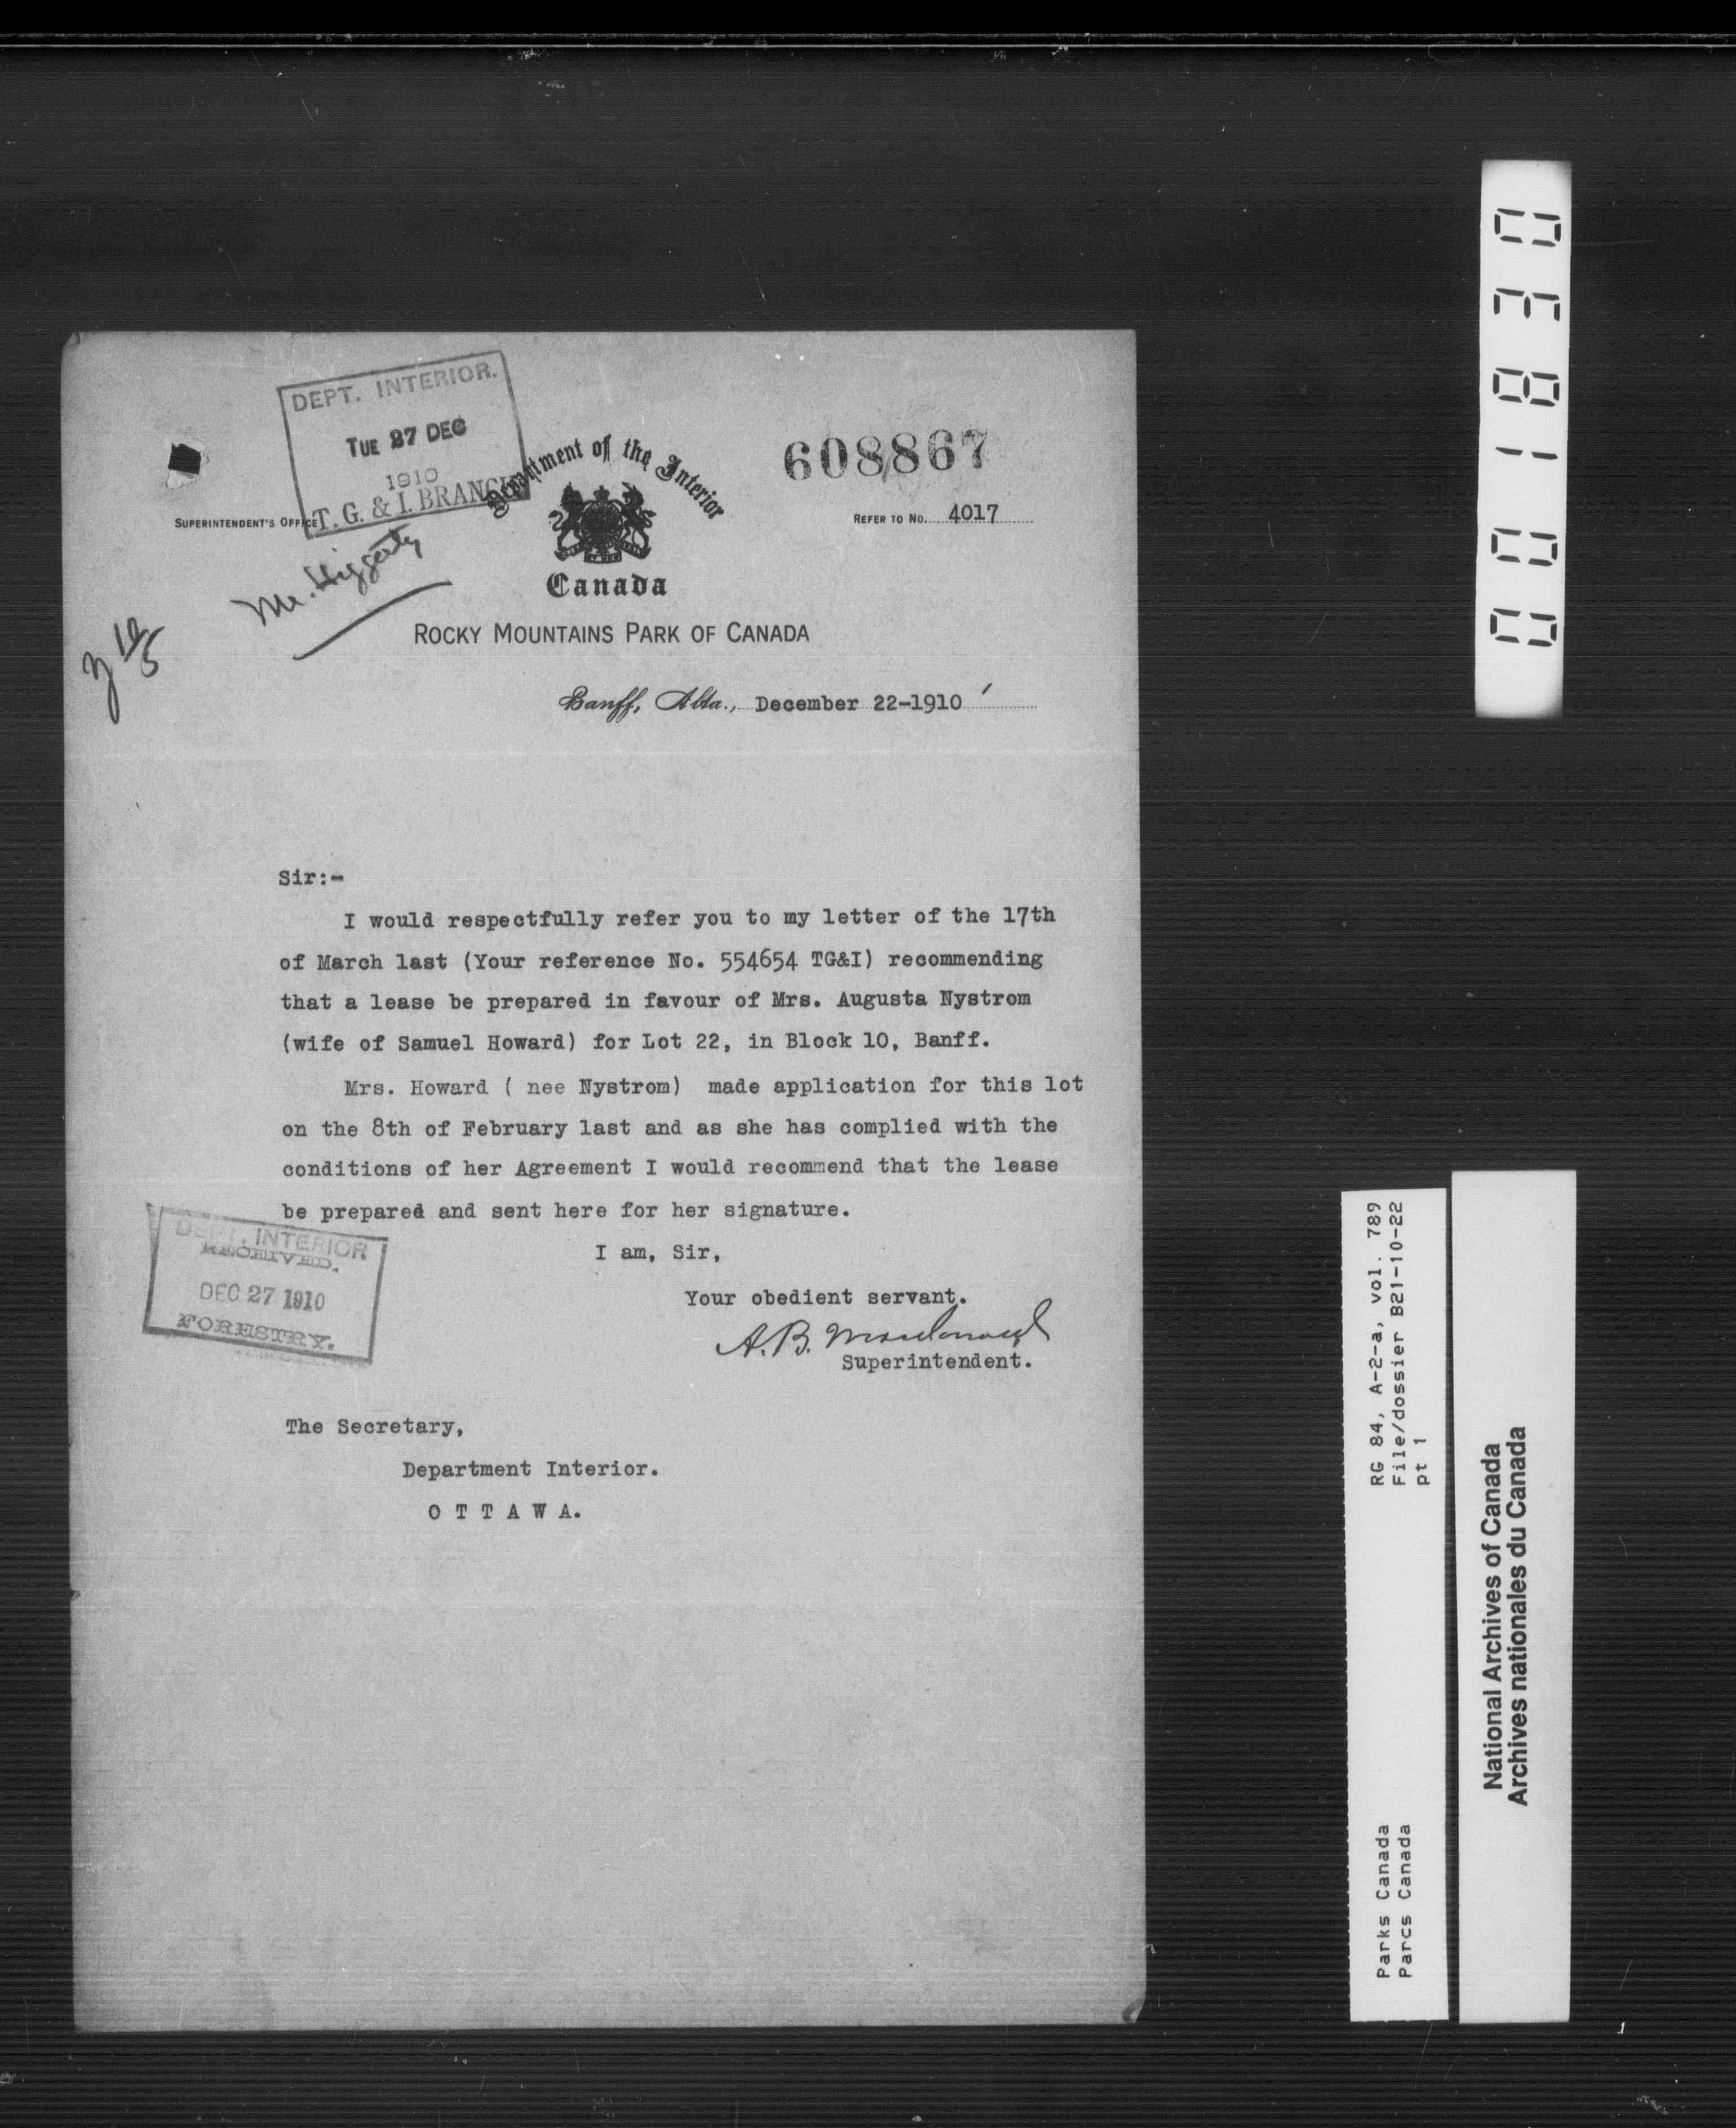 DEPT. INTERIOR.
TUE 27 DEC
1910
T. G. & I. BRANCH
Department of the Interior
608867
SUPERINTENDENT'S OFFICE
REFER TO No. 4017
Canada
Mr.
ROCKY MOUNTAINS PARK OF CANADA
Banff, Alta., December 22-1910
Sir:-
I would respectfully refer you to my letter of the 17th
of March last (Your reference No. 554654 TG&I) recommending
that a lease be prepared in favour of Mrs. Augusta Nystrom
(wife of Samuel Howard) for Lot 22, in Block 10, Banff.
Mrs. Howard ( nee Nystrom) made application for this lot
on the 8th of February last and as she has complied with the
conditions of her Agreement I would recommend that the lease
be prepared and sent here for her signature.
I am, Sir,
Your obedient servant.
A. B. Macdonald
Superintendent.
DEPT. INTERIOR
RECEIVED.
DEC 27 1910
FORESTRY.
The Secretary,
Department Interior.
O T T A W A.
001830
RG 84, A-2-a, vol. 789
File/dossier B21-10-22
pt 1
Parks Canada
Parcs Canada
National Archives of Canada
Archives nationales du Canada